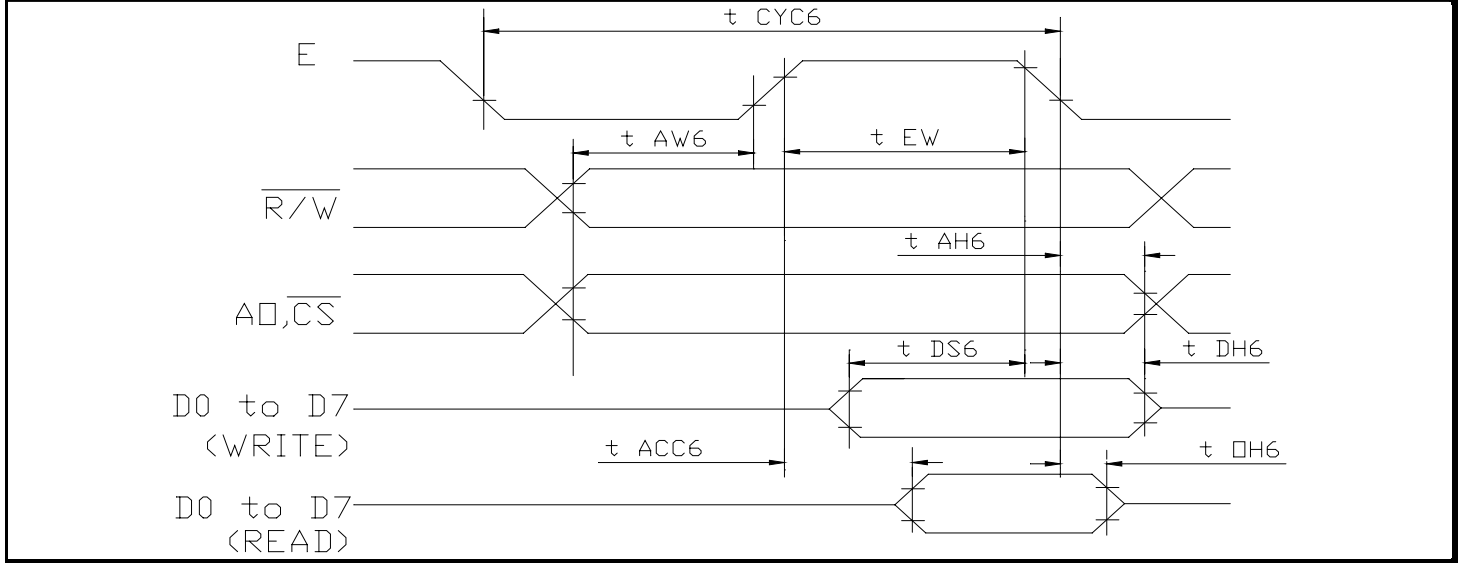 t CYC6
E
t AW6
t EW
R/W
t AH6
A0,CS
t DS6
t DH6
D0 to D7
(WRITE)
t ACC6
t OH6
D0 to D7
(READ)